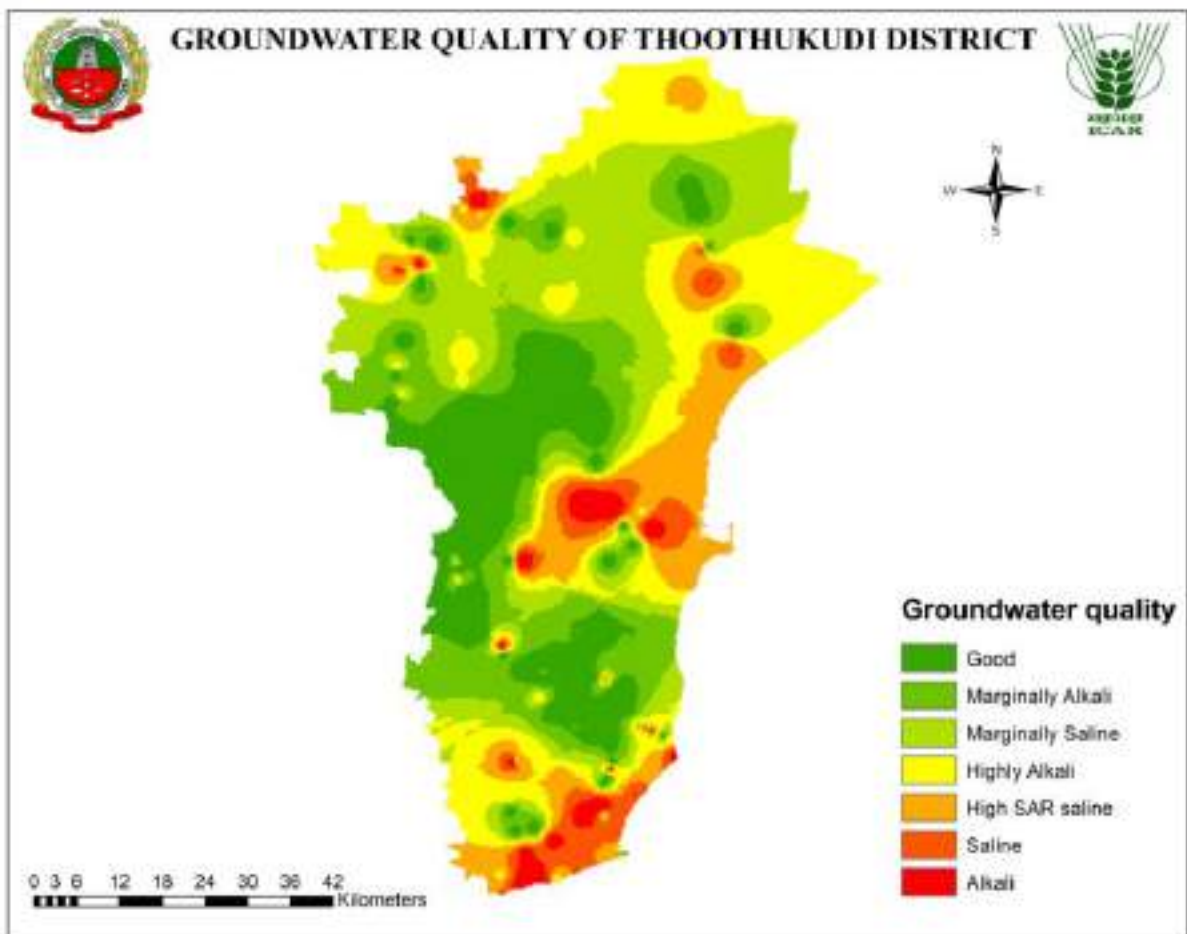 GROUNDWATER QUALITY OF THOOTHUKUDI DISTRICT
ICAR
N
W E
S
Groundwater quality
Good
Marginally Alkali
Marginally Saline
Highly Alkali
High SAR saline
Saline
Alkali
0 3 6 12 18 24 30 36 42
Kilometers